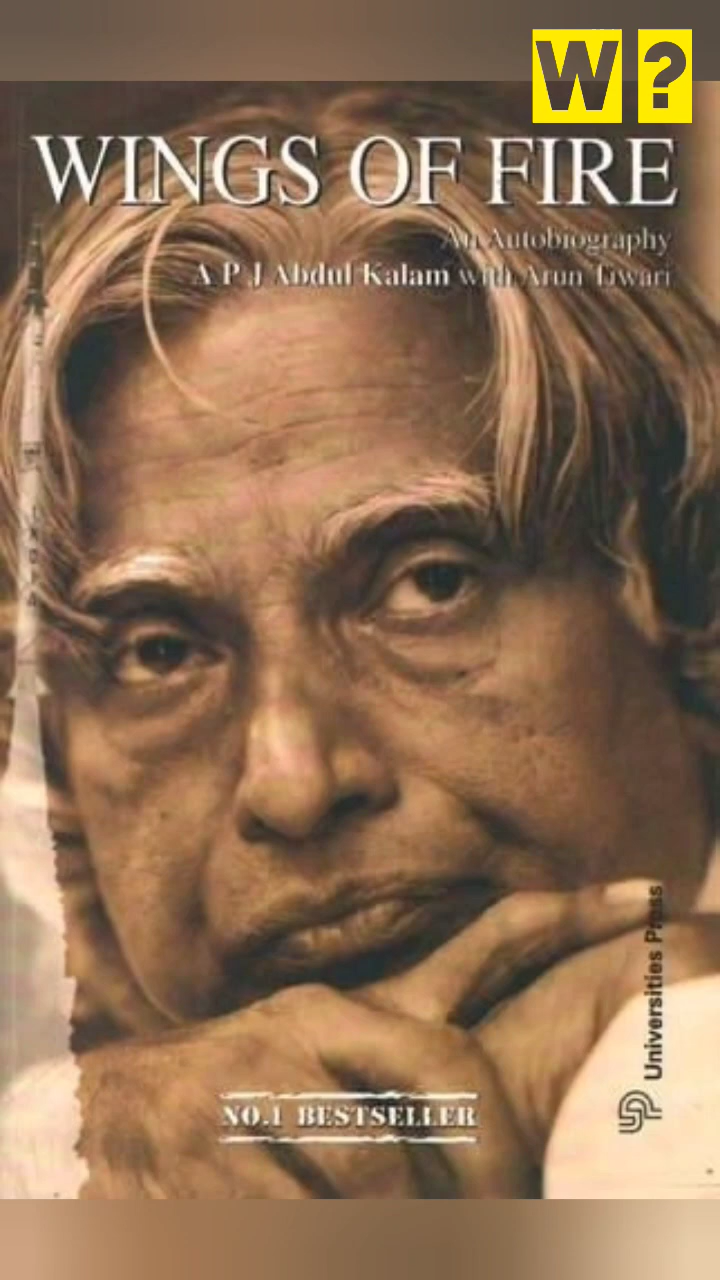 W?
WINGS OF FIRE
An Autobiography
A P J Abdul Kalam with Arun Tiwari
Universities Press
NO.1 BESTSELLER